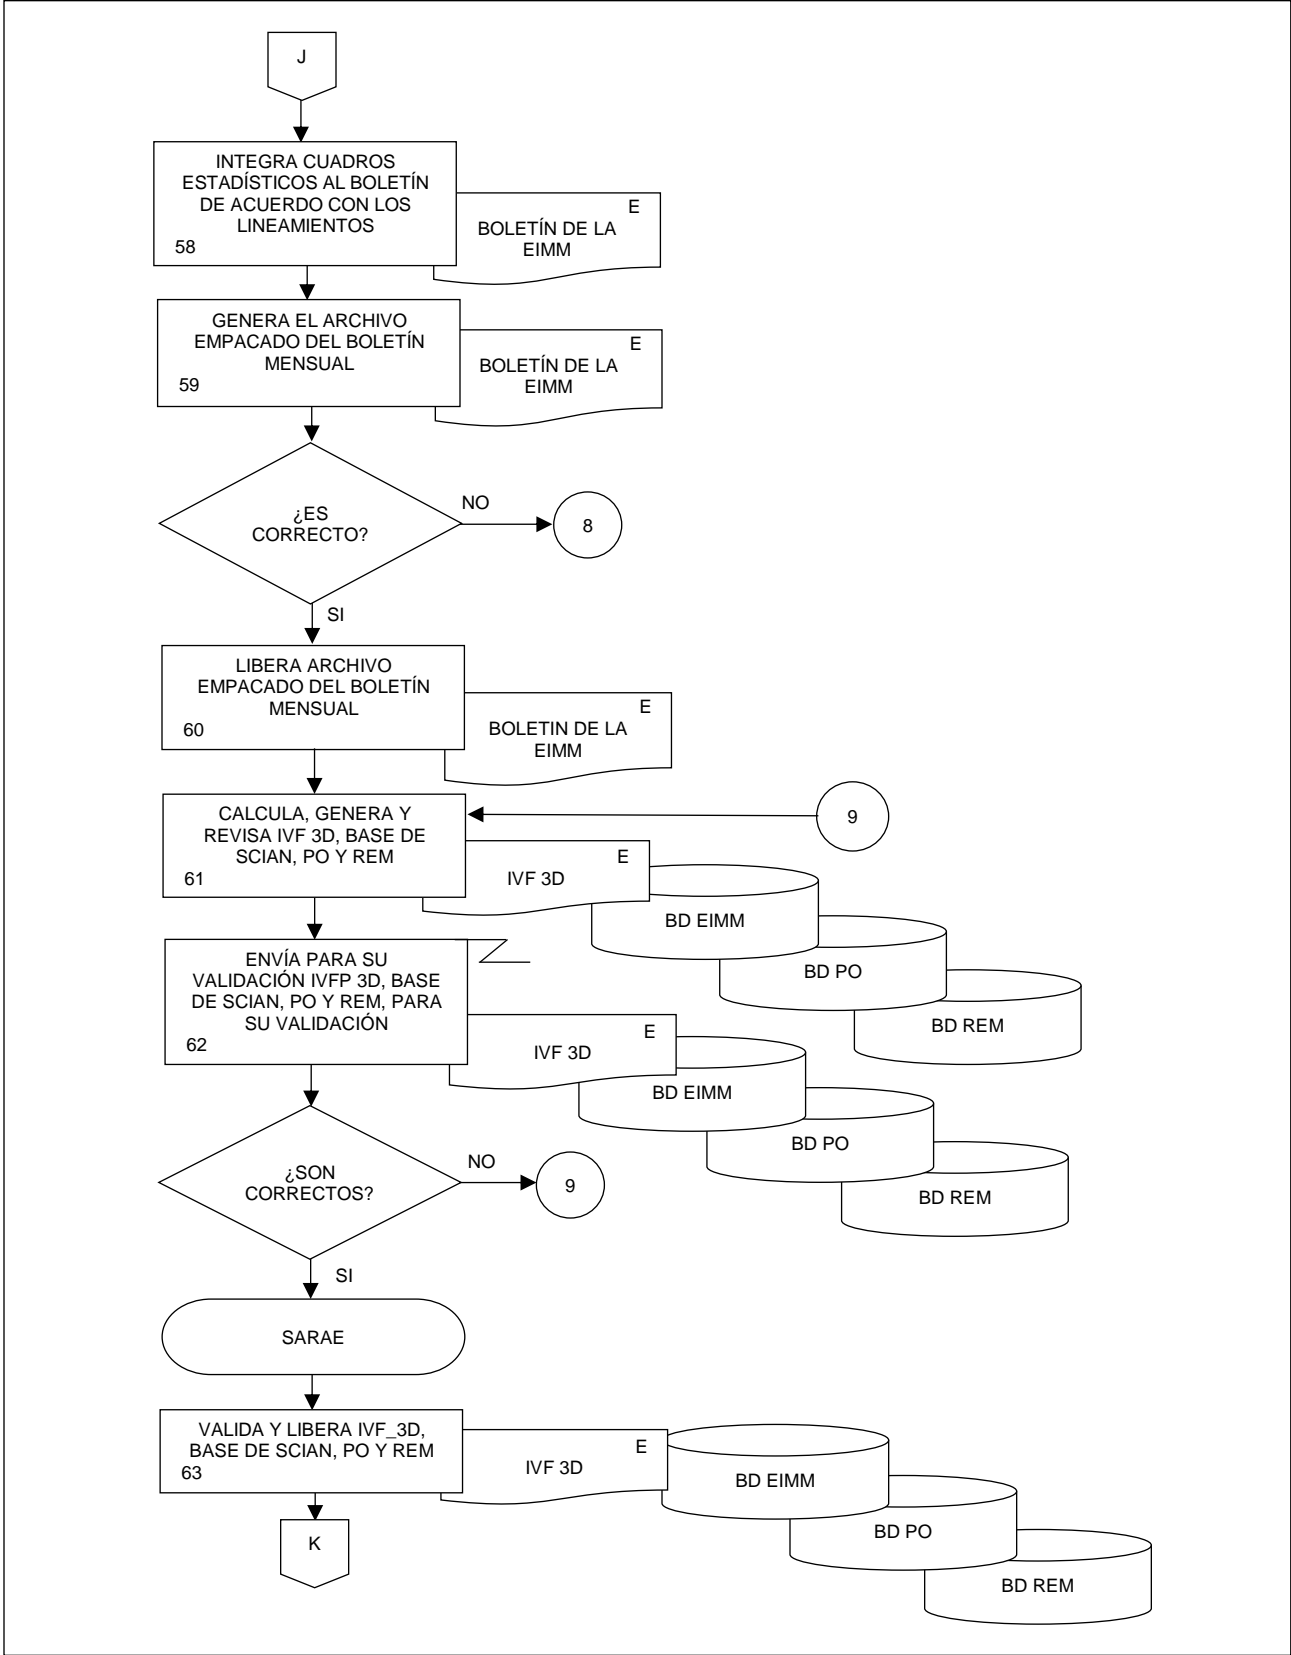 J
INTEGRA CUADROS
ESTADÍSTICOS AL BOLETÍN
DE ACUERDO CON LOS
LINEAMIENTOS
58
E
BOLETÍN DE LA
EIMM
GENERA EL ARCHIVO
EMPACADO DEL BOLETÍN
MENSUAL
59
E
BOLETÍN DE LA
EIMM
¿ES
CORRECTO?
NO
8
SI
LIBERA ARCHIVO
EMPACADO DEL BOLETÍN
MENSUAL
60
E
BOLETIN DE LA
EIMM
CALCULA, GENERA Y
REVISA IVF 3D, BASE DE
SCIAN, PO Y REM
61
9
E
IVF 3D
BD EIMM
BD PO
BD REM
ENVÍA PARA SU
VALIDACIÓN IVFP 3D, BASE
DE SCIAN, PO Y REM, PARA
SU VALIDACIÓN
62
E
IVF 3D
BD EIMM
BD PO
BD REM
¿SON
CORRECTOS?
NO
9
SI
SARAE
VALIDA Y LIBERA IVF_3D,
BASE DE SCIAN, PO Y REM
63
E
IVF 3D
BD EIMM
BD PO
BD REM
K